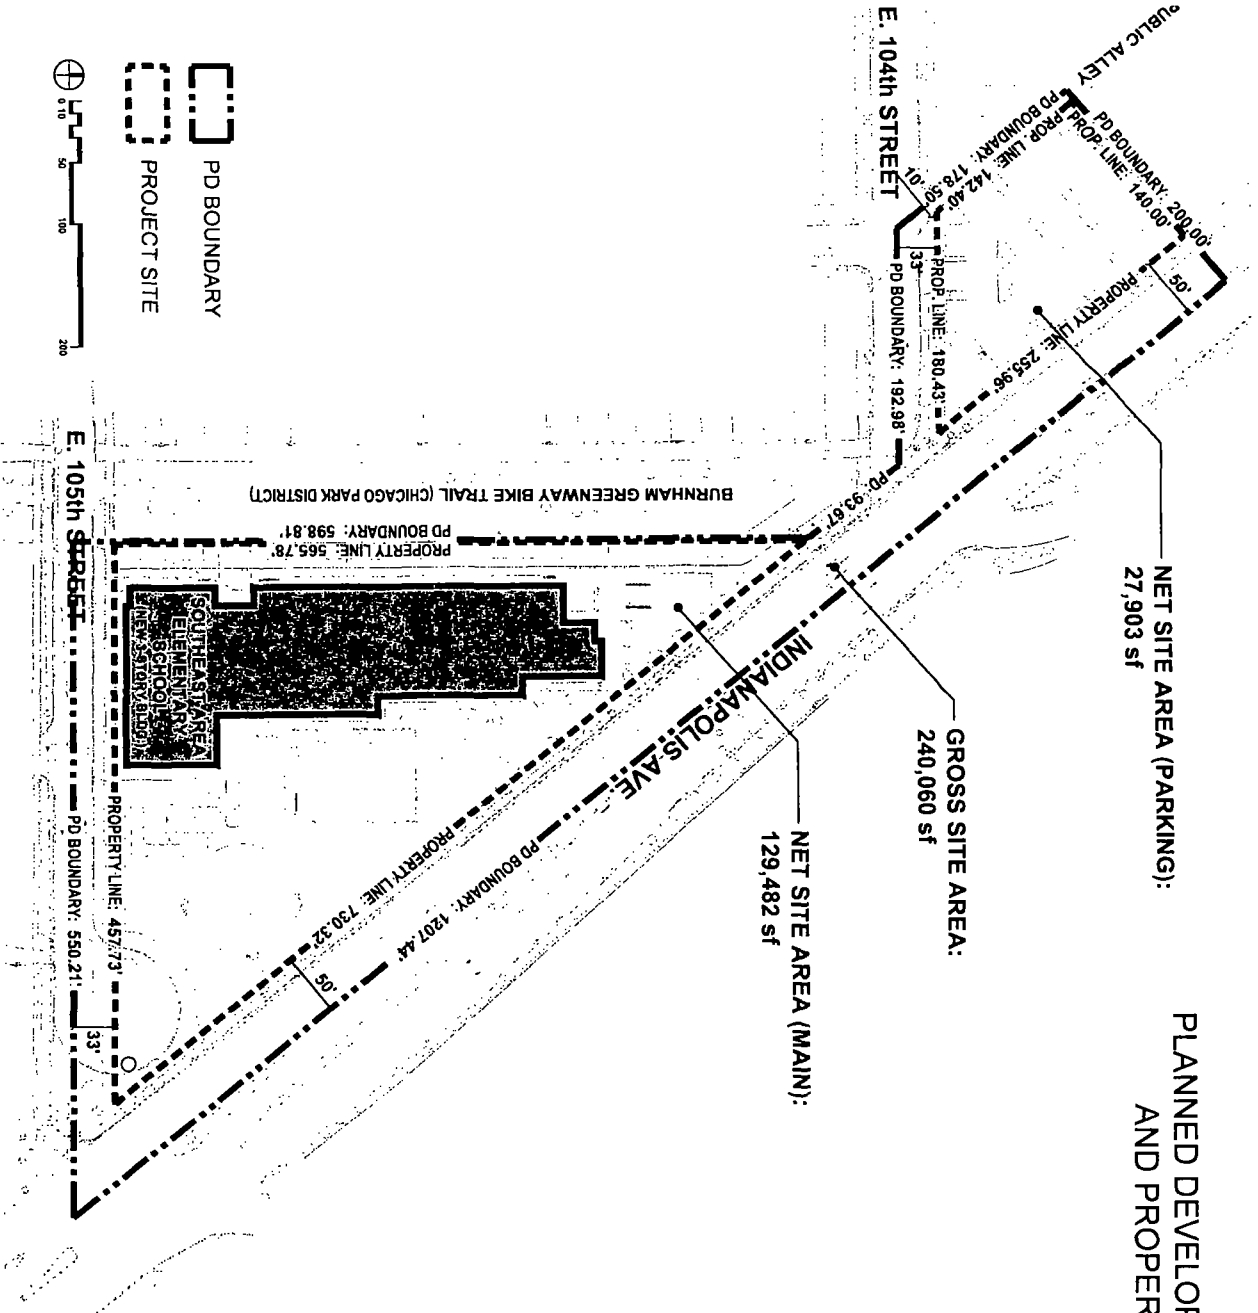 PLANNED DEVELOP
AND PROPER
PUBLIC ALLEY
E. 104th STREET
PD BOUNDARY: 200.00'
PROP. LINE: 140.00'
PROP. LINE: 142.40'
PD BOUNDARY: 178.50'
10'
33'
PROP. LINE: 180.43'
PD BOUNDARY: 192.98'
PROPERTY LINE: 255.96'
50'
PD: 93.67'
NET SITE AREA (PARKING):
27,903 sf
GROSS SITE AREA:
240,060 sf
NET SITE AREA (MAIN):
129,482 sf
INDIANAPOLIS AVE.
BURNHAM GREENWAY BIKE TRAIL (CHICAGO PARK DISTRICT)
PD BOUNDARY: 598.81'
PROPERTY LINE: 565.78'
SOUTHEAST AREA
ELEMENTARY
SCHOOL
(NEW 3-STORY BLDG)
PROPERTY LINE: 730.32'
PD BOUNDARY: 1207.44'
50'
E. 105th STREET
PROPERTY LINE: 457.73'
PD BOUNDARY: 550.21'
33'
PD BOUNDARY
PROJECT SITE
0 10 50 100 200